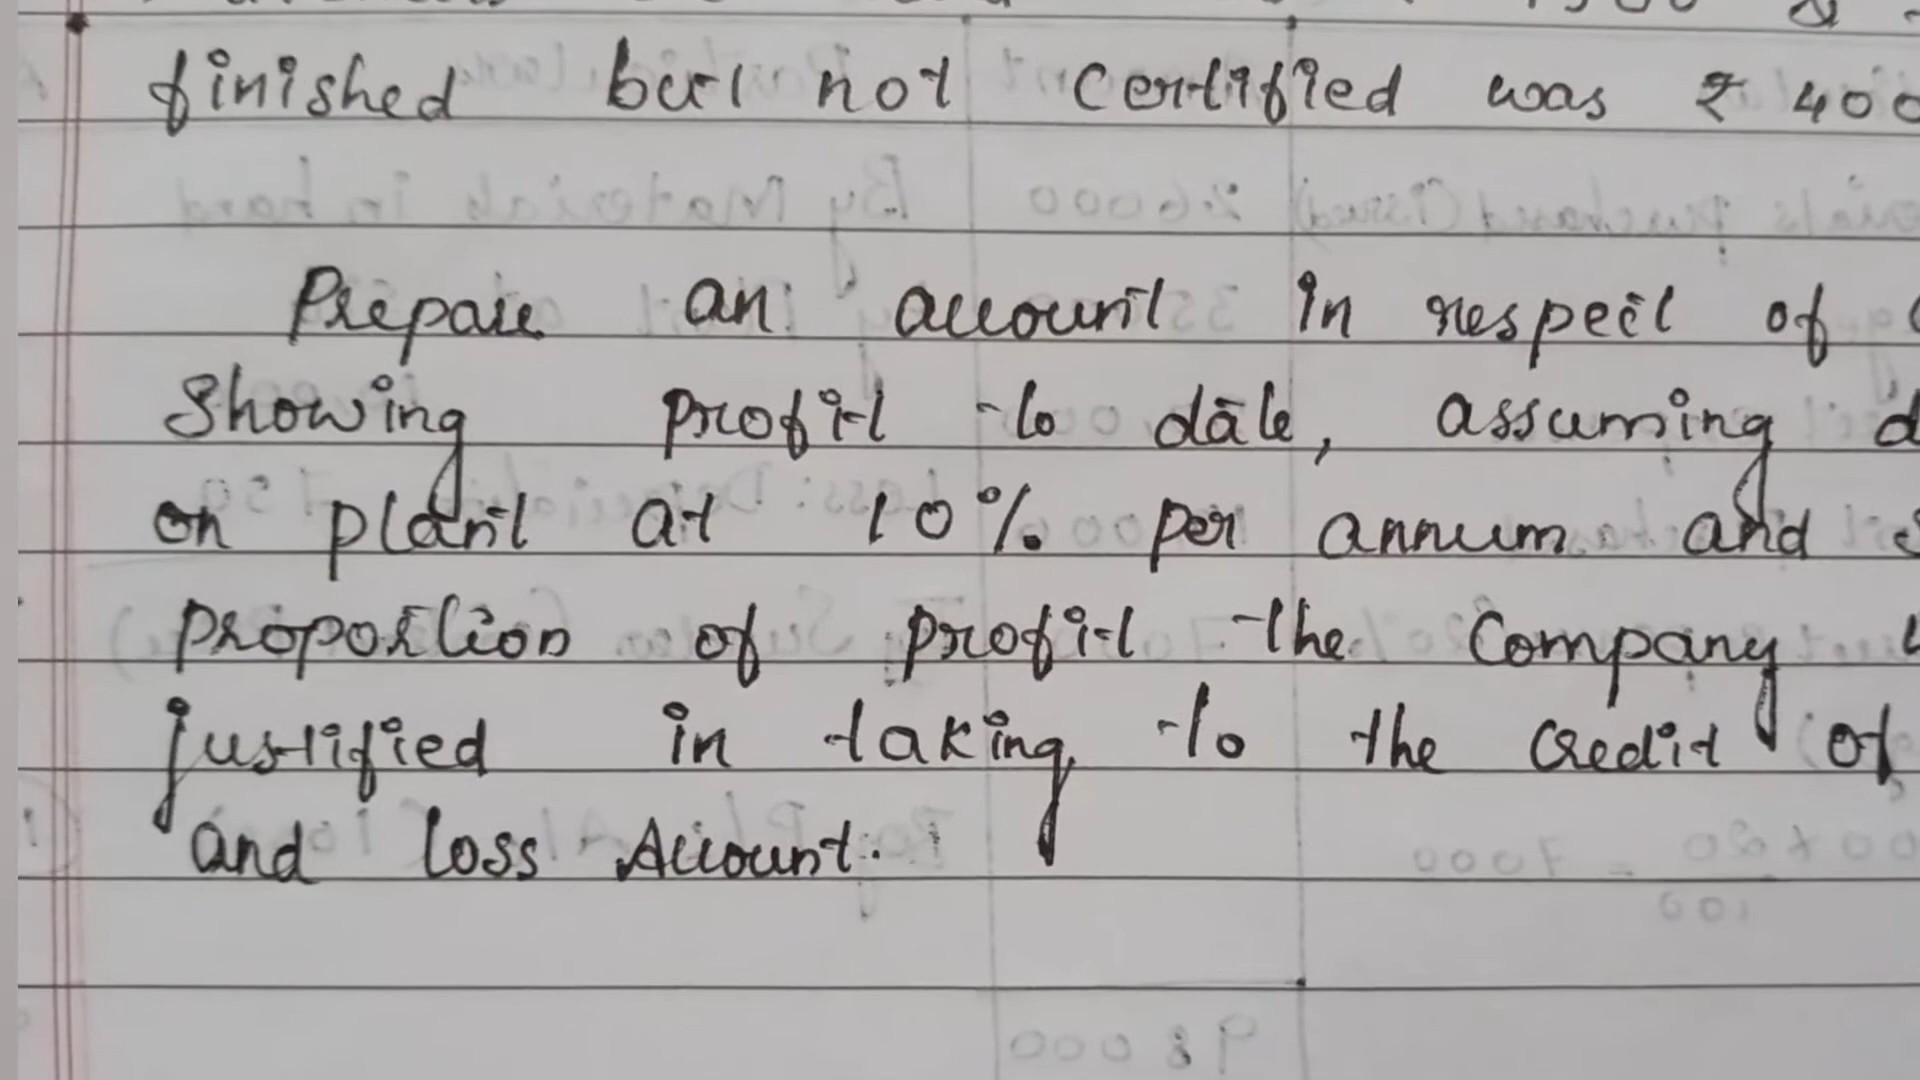 finished but not certified was ₹ 400
Prepare an account in respect of
Showing profit to date, assuming
on plant at 10% per annum and
proportion of profit the Company
justified in taking to the credit of
and loss Account.